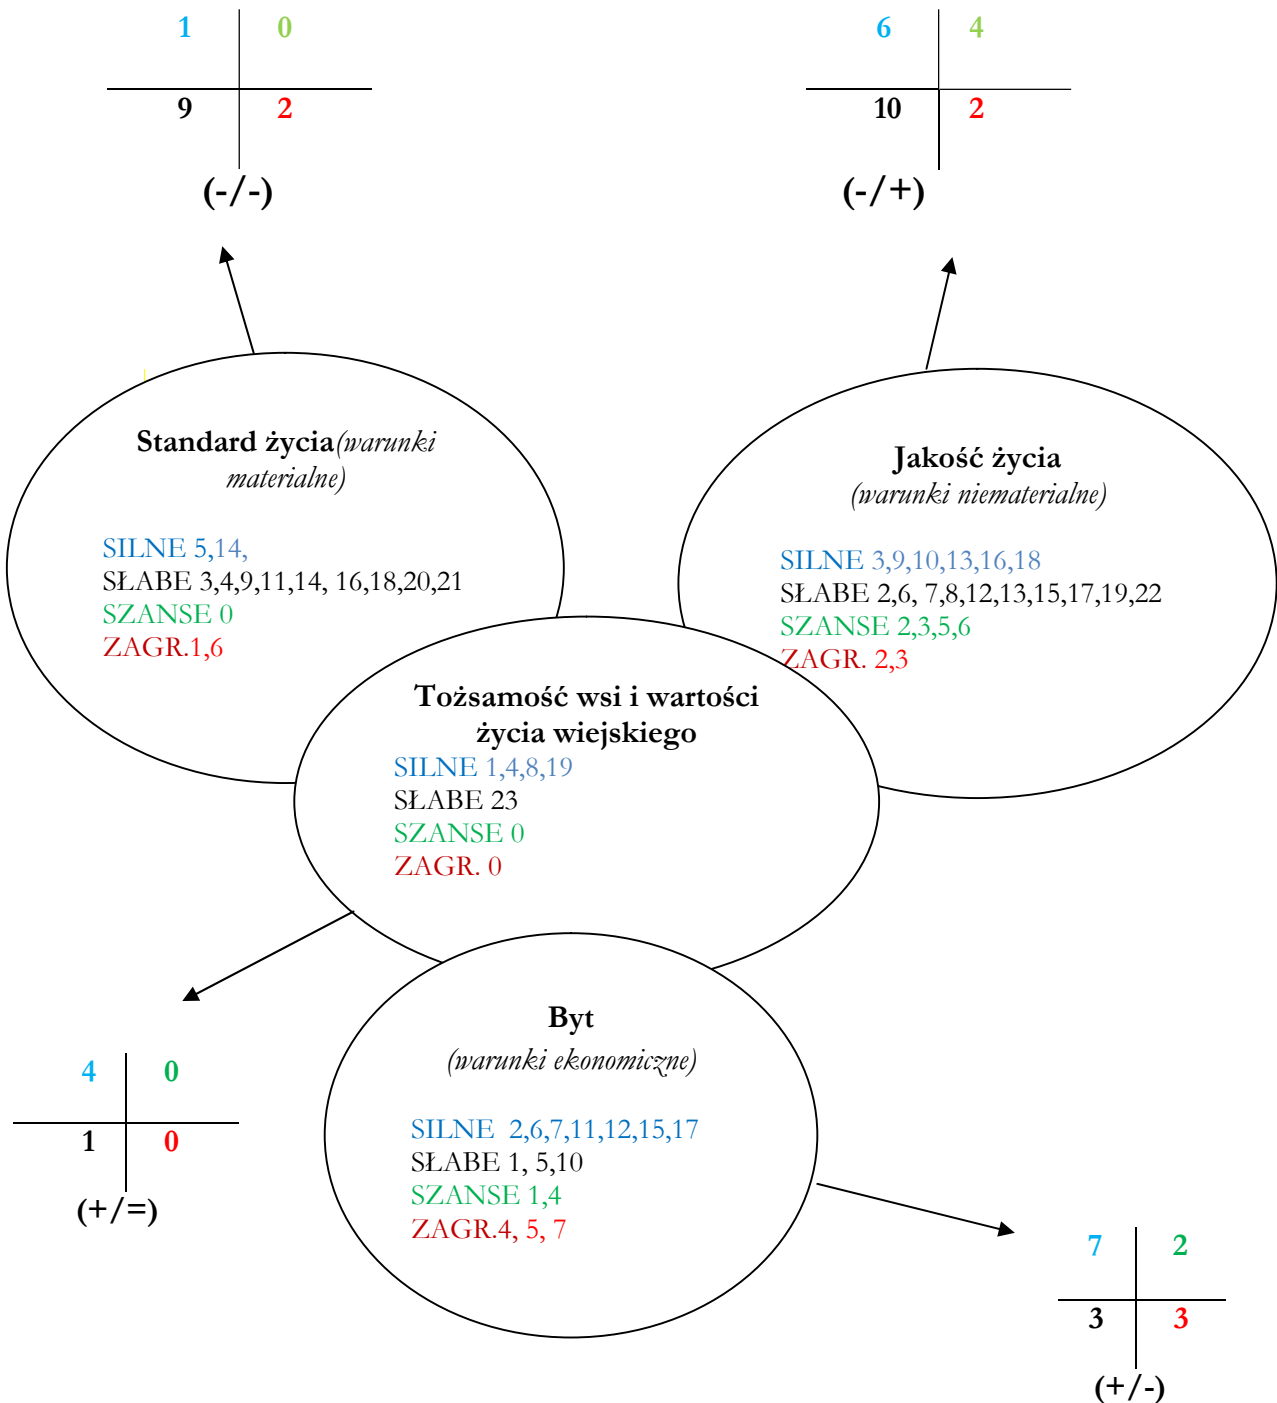 1 0
9 2
(-/-)
6 4
10 2
(-/+)
Standard życia(warunki
materialne)
SILNE 5,14,
SŁABE 3,4,9,11,14, 16,18,20,21
SZANSE 0
ZAGR.1,6
Jakość życia
(warunki niematerialne)
SILNE 3,9,10,13,16,18
SŁABE 2,6, 7,8,12,13,15,17,19,22
SZANSE 2,3,5,6
ZAGR. 2,3
Tożsamość wsi i wartości
życia wiejskiego
SILNE 1,4,8,19
SŁABE 23
SZANSE 0
ZAGR. 0
4 0
1 0
(+/=)
Byt
(warunki ekonomiczne)
SILNE 2,6,7,11,12,15,17
SŁABE 1, 5,10
SZANSE 1,4
ZAGR.4, 5, 7
7 2
3 3
(+/-)